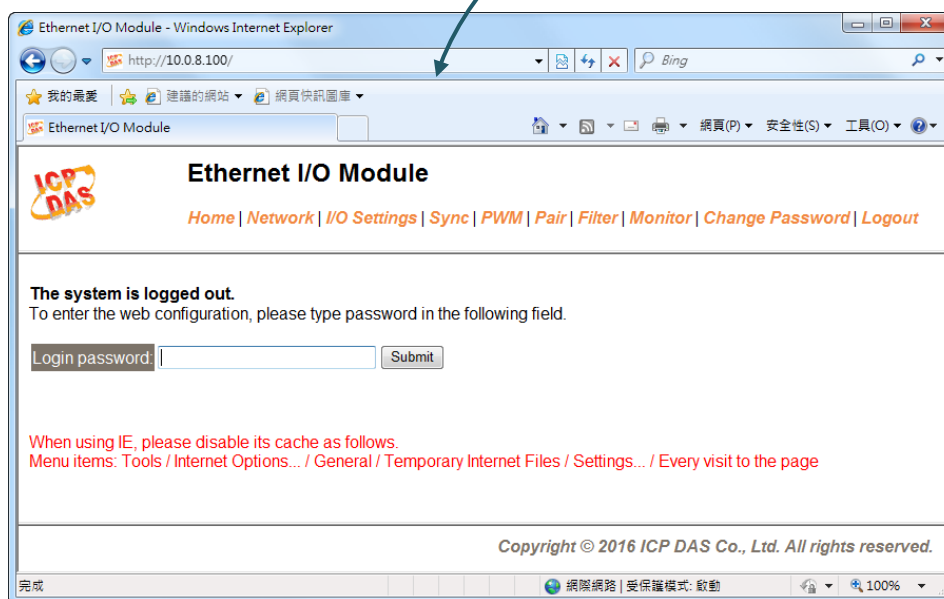 Ethernet I/O Module - Windows Internet Explorer
http://10.0.8.100/
Bing
我的最愛 建議的網站 網頁快訊圖庫
Ethernet I/O Module 網頁(P) 安全性(S) 工具(O)
ICP DAS
Ethernet I/O Module
Home | Network | I/O Settings | Sync | PWM | Pair | Filter | Monitor | Change Password | Logout
The system is logged out.
To enter the web configuration, please type password in the following field.
Login password: Submit
When using IE, please disable its cache as follows.
Menu items: Tools / Internet Options... / General / Temporary Internet Files / Settings... / Every visit to the page
Copyright © 2016 ICP DAS Co., Ltd. All rights reserved.
完成 網際網路 | 受保護模式: 啟動 100%